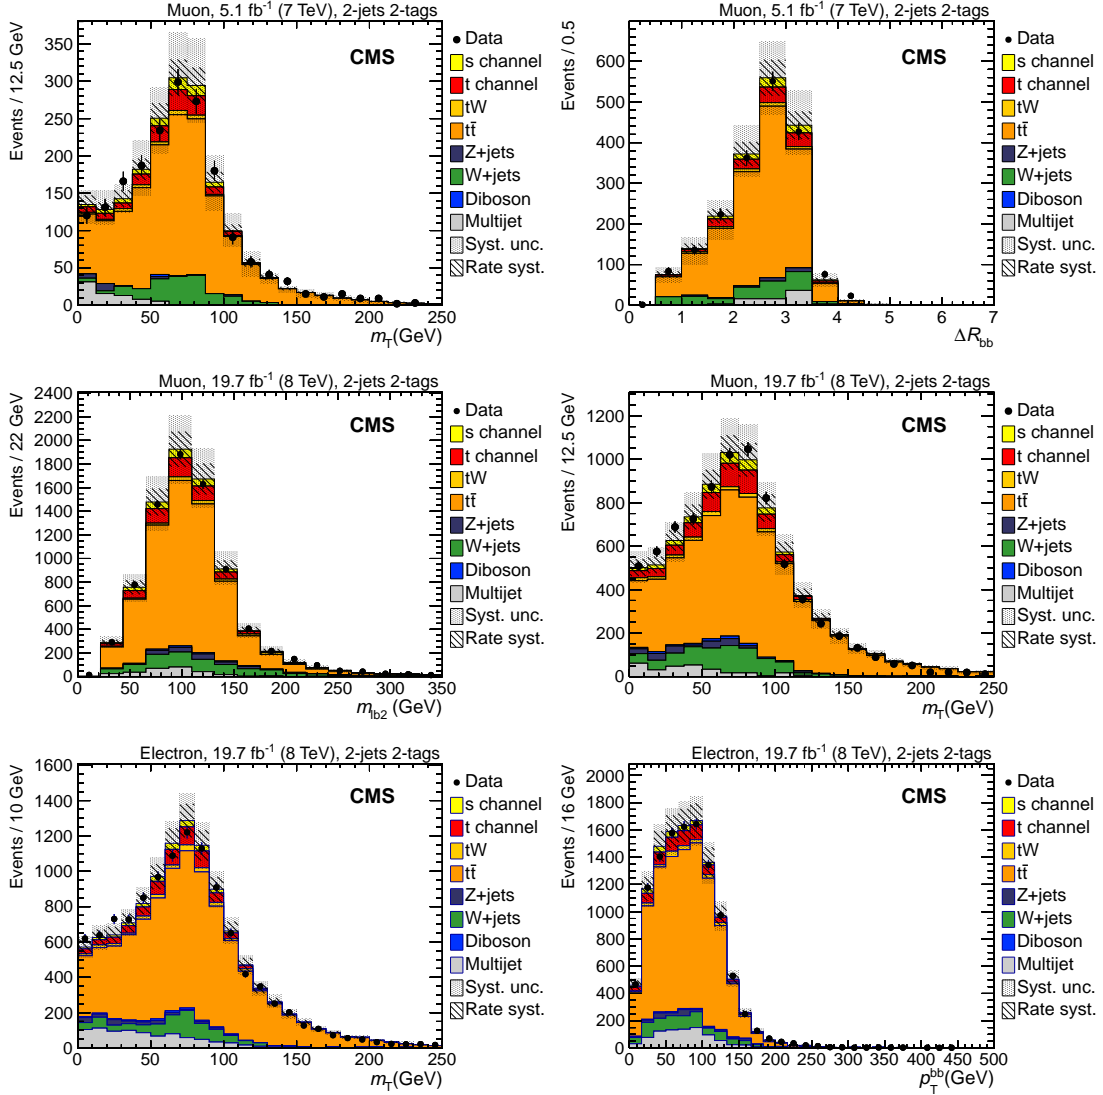 Muon, 5.1 fb⁻¹ (7 TeV), 2-jets 2-tags
Events / 12.5 GeV
350
300
250
200
150
100
50
0
0 50 100 150 200 250
m_T(GeV)
CMS
Data
s channel
t channel
tW
tt̄
Z+jets
W+jets
Diboson
Multijet
Syst. unc.
Rate syst.
Muon, 5.1 fb⁻¹ (7 TeV), 2-jets 2-tags
Events / 0.5
600
500
400
300
200
100
0
0 1 2 3 4 5 6 7
ΔR_bb
CMS
Data
s channel
t channel
tW
tt̄
Z+jets
W+jets
Diboson
Multijet
Syst. unc.
Rate syst.
Muon, 19.7 fb⁻¹ (8 TeV), 2-jets 2-tags
Events / 22 GeV
2400
2200
2000
1800
1600
1400
1200
1000
800
600
400
200
0
0 50 100 150 200 250 300 350
m_lb2 (GeV)
CMS
Data
s channel
t channel
tW
tt̄
Z+jets
W+jets
Diboson
Multijet
Syst. unc.
Rate syst.
Muon, 19.7 fb⁻¹ (8 TeV), 2-jets 2-tags
Events / 12.5 GeV
1200
1000
800
600
400
200
0
0 50 100 150 200 250
m_T(GeV)
CMS
Data
s channel
t channel
tW
tt̄
Z+jets
W+jets
Diboson
Multijet
Syst. unc.
Rate syst.
Electron, 19.7 fb⁻¹ (8 TeV), 2-jets 2-tags
Events / 10 GeV
1600
1400
1200
1000
800
600
400
200
0
0 50 100 150 200 250
m_T(GeV)
CMS
Data
s channel
t channel
tW
tt̄
Z+jets
W+jets
Diboson
Multijet
Syst. unc.
Rate syst.
Electron, 19.7 fb⁻¹ (8 TeV), 2-jets 2-tags
Events / 16 GeV
2000
1800
1600
1400
1200
1000
800
600
400
200
0
0 50 100 150 200 250 300 350 400 450 500
p_T^bb(GeV)
CMS
Data
s channel
t channel
tW
tt̄
Z+jets
W+jets
Diboson
Multijet
Syst. unc.
Rate syst.